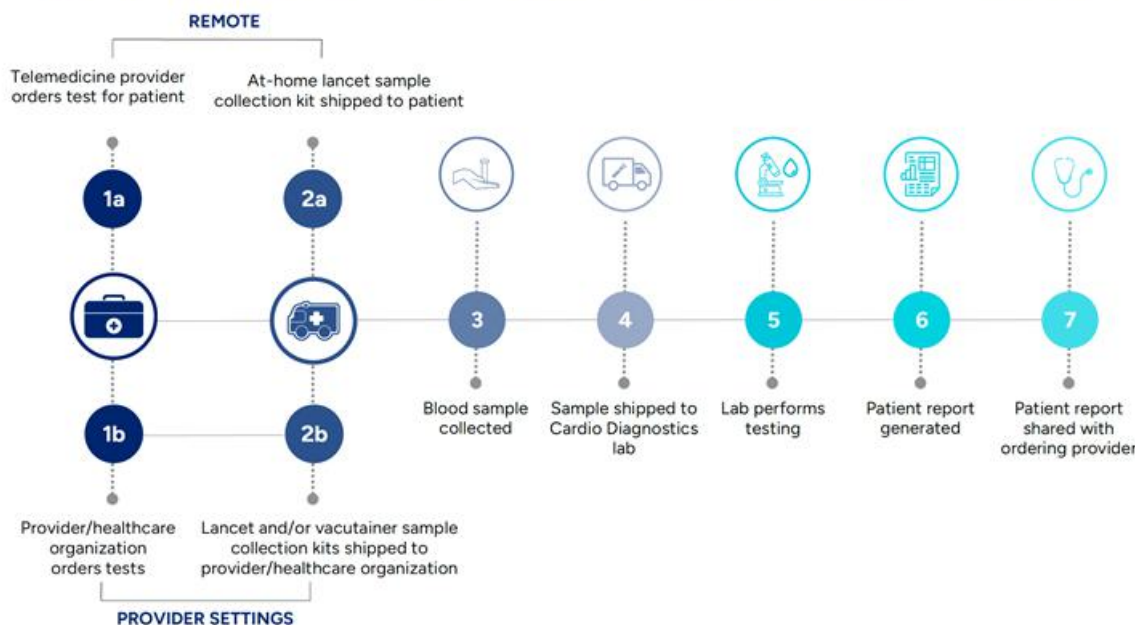 REMOTE
Telemedicine provider
orders test for patient
At-home lancet sample
collection kit shipped to patient
1a
2a
3
4
5
6
7
Blood sample
collected
Sample shipped to
Cardio Diagnostics
lab
Lab performs
testing
Patient report
generated
Patient report
shared with
ordering provider
1b
2b
Provider/healthcare
organization
orders tests
Lancet and/or vacutainer sample
collection kits shipped to
provider/healthcare organization
PROVIDER SETTINGS